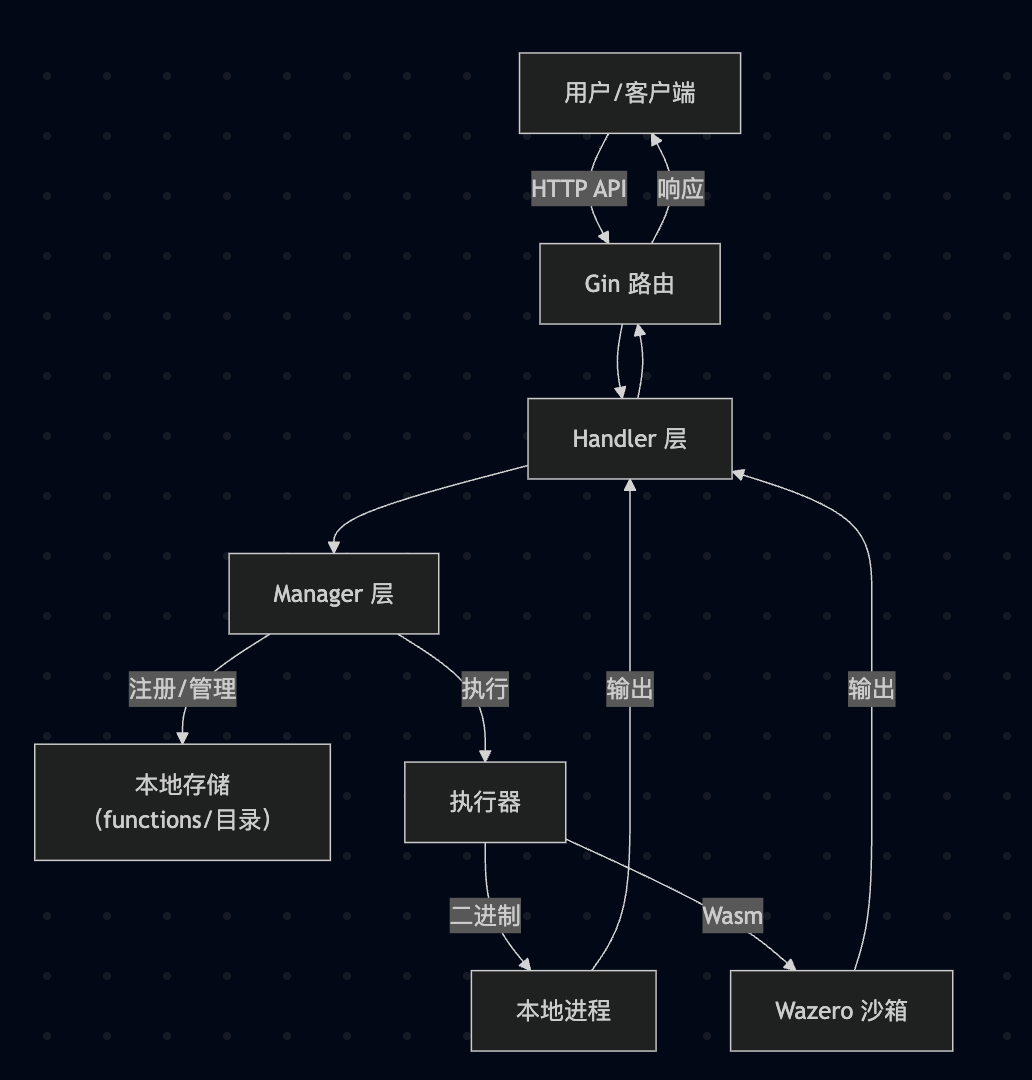 用户/客户端
HTTP API
响应
Gin 路由
Handler 层
Manager 层
注册/管理
执行
输出
输出
本地存储
(functions/目录)
执行器
二进制
Wasm
本地进程
Wazero 沙箱